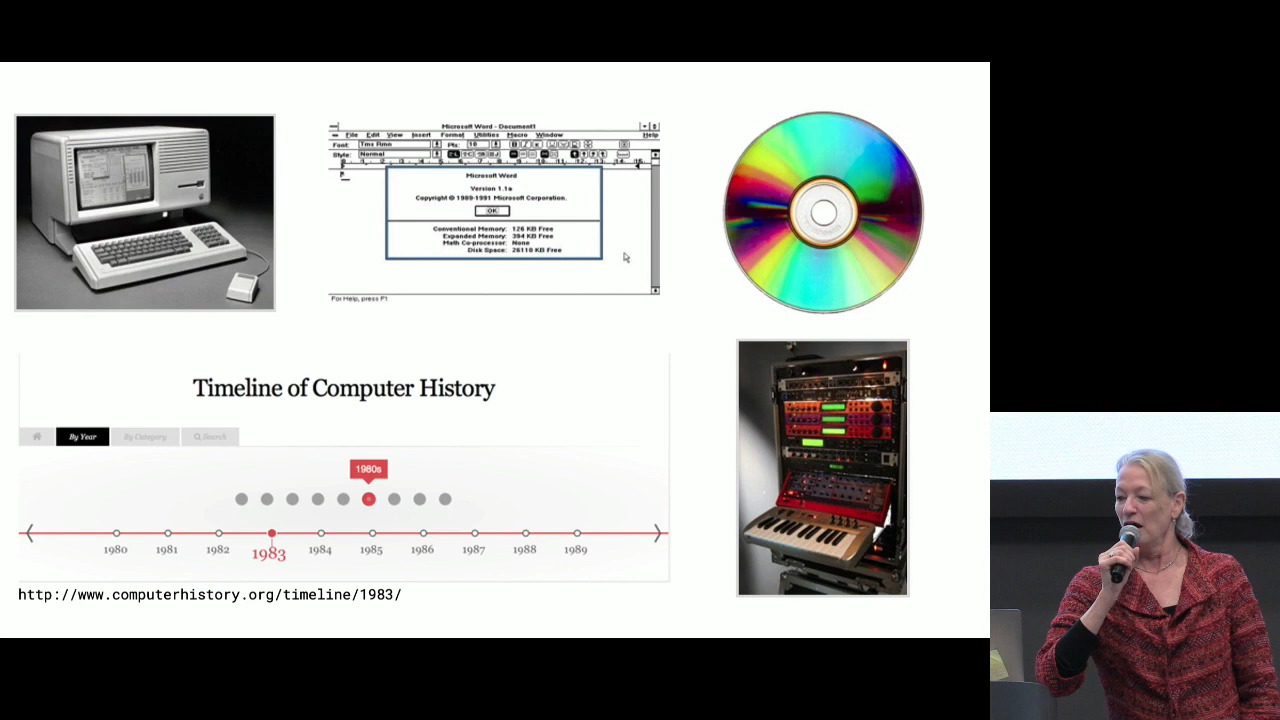 Microsoft Word - Document1
File Edit View Insert Format Utilities Macro Window Help
Font: Tms Rmn Pts: 10
Style: Normal
Microsoft Word
Version 1.1a
Copyright © 1989-1991 Microsoft Corporation.
OK
Conventional Memory: 126 KB Free
Expanded Memory: 394 KB Free
Math Co-processor: None
Disk Space: 26110 KB Free
For Help, press F1
Timeline of Computer History
By Year By Category Search
1980s
1980 1981 1982 1983 1984 1985 1986 1987 1988 1989
http://www.computerhistory.org/timeline/1983/